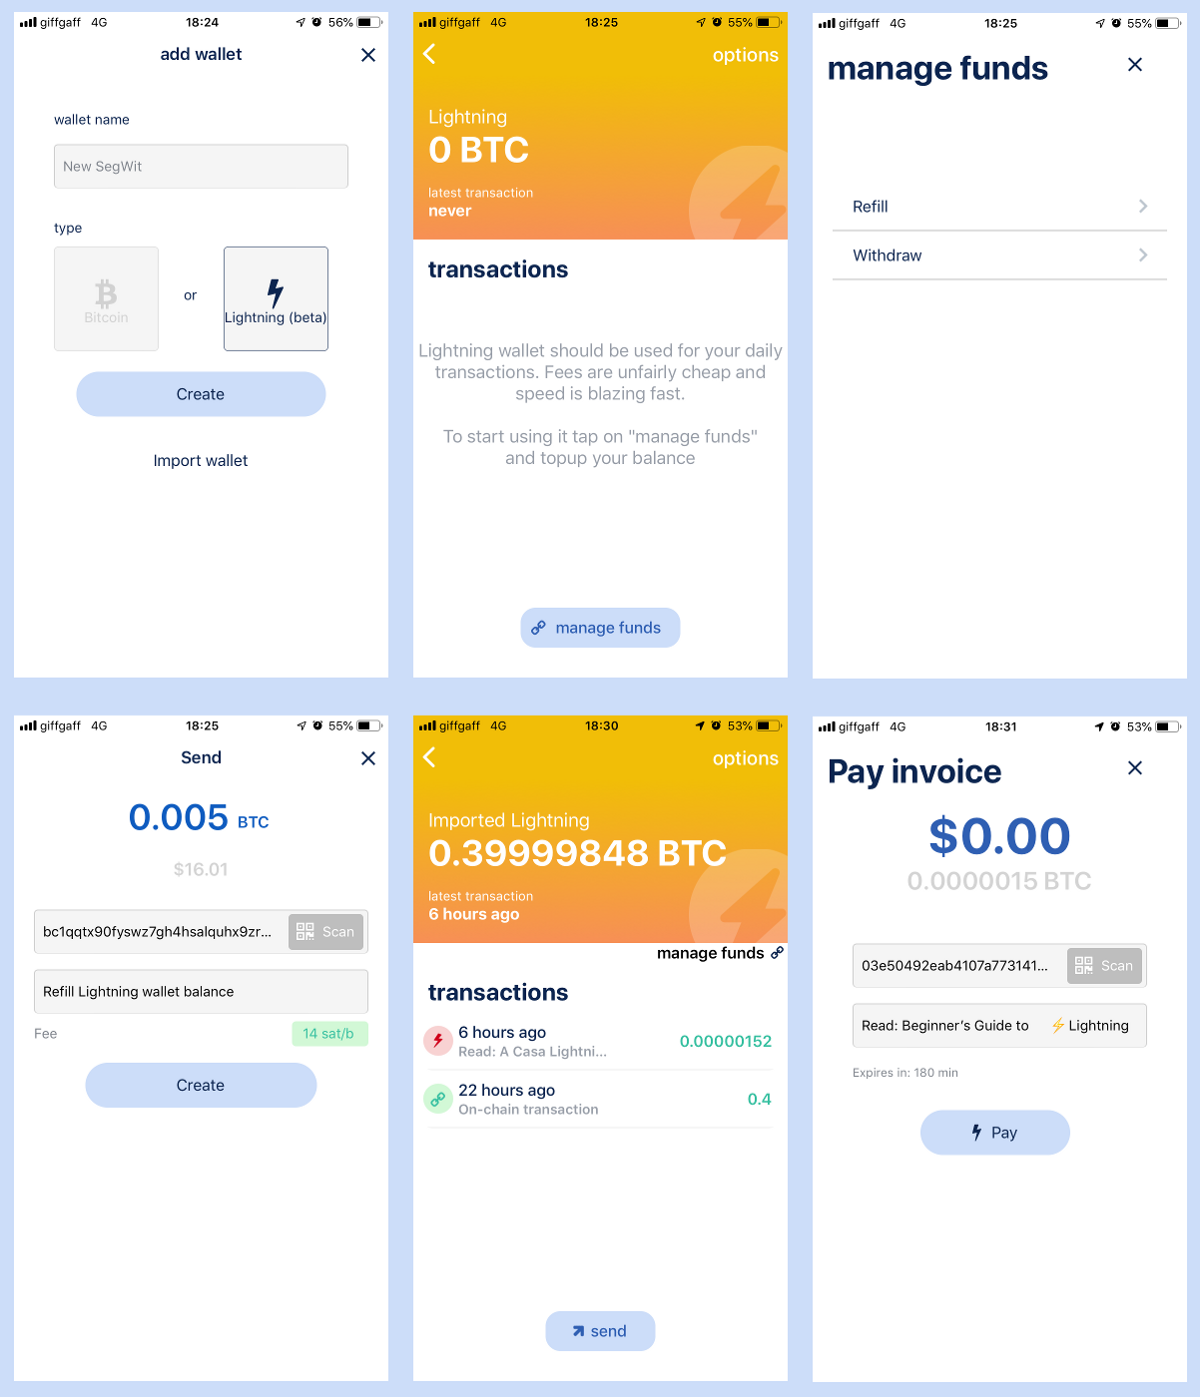 giffgaff 4G 18:24 56%
add wallet
wallet name
New SegWit
type
Bitcoin
or
Lightning (beta)
Create
Import wallet
giffgaff 4G 18:25 55%
options
Lightning
0 BTC
latest transaction
never
transactions
Lightning wallet should be used for your daily
transactions. Fees are unfairly cheap and
speed is blazing fast.
To start using it tap on "manage funds"
and topup your balance
manage funds
giffgaff 4G 18:25 55%
manage funds
Refill
Withdraw
giffgaff 4G 18:25 55%
Send
0.005 BTC
$16.01
bc1qqtx90fyswz7gh4hsalquhx9zr... Scan
Refill Lightning wallet balance
Fee 14 sat/b
Create
giffgaff 4G 18:30 53%
options
Imported Lightning
0.39999848 BTC
latest transaction
6 hours ago
manage funds
transactions
6 hours ago 0.00000152
Read: A Casa Lightni...
22 hours ago 0.4
On-chain transaction
send
giffgaff 4G 18:31 53%
Pay invoice
$0.00
0.0000015 BTC
03e50492eab4107a773141... Scan
Read: Beginner's Guide to ⚡Lightning
Expires in: 180 min
Pay